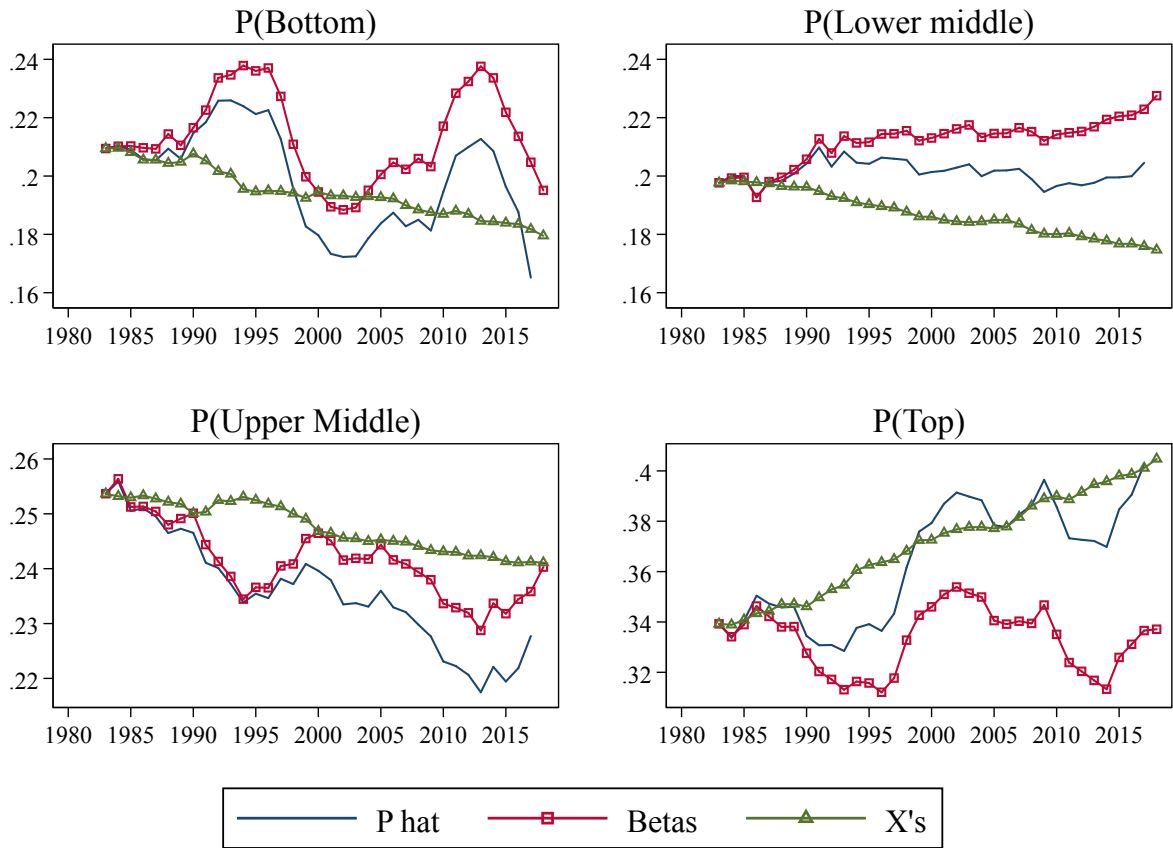 P(Bottom)
.24
.22
.2
.18
.16
1980 1985 1990 1995 2000 2005 2010 2015
P(Lower middle)
.24
.22
.2
.18
.16
1980 1985 1990 1995 2000 2005 2010 2015
P(Upper Middle)
.26
.25
.24
.23
.22
1980 1985 1990 1995 2000 2005 2010 2015
P(Top)
.4
.38
.36
.34
.32
1980 1985 1990 1995 2000 2005 2010 2015
P hat Betas X's